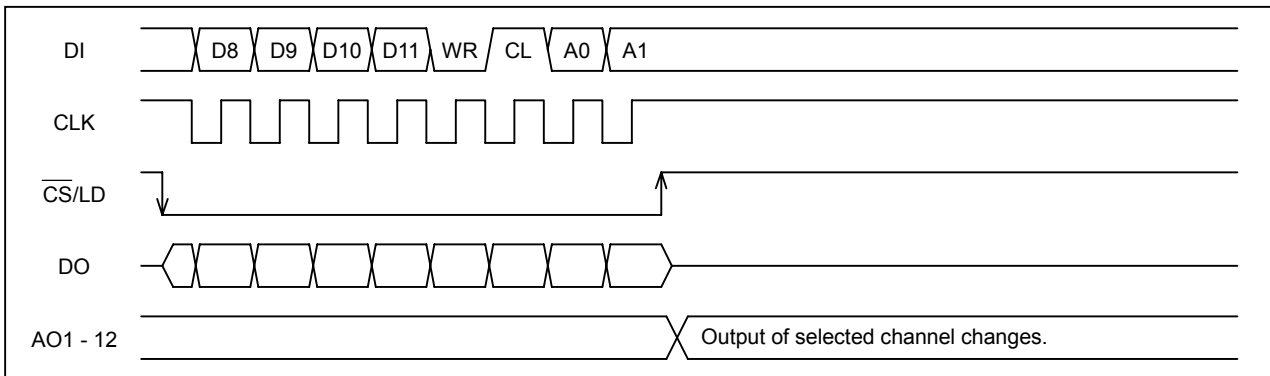 DI D8 D9 D10 D11 WR CL A0 A1
CLK
CS/LD
DO
AO1 - 12 Output of selected channel changes.